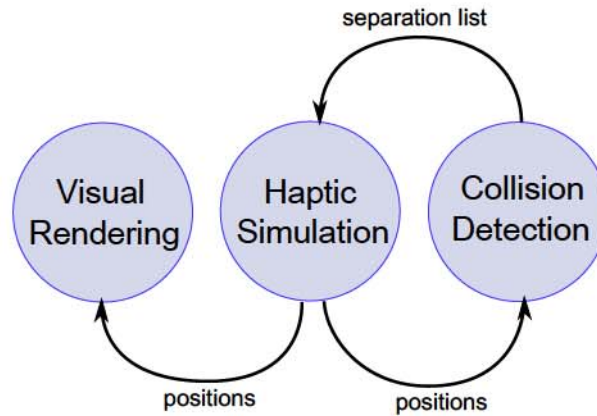 separation list
Visual
Rendering
Haptic
Simulation
Collision
Detection
positions
positions